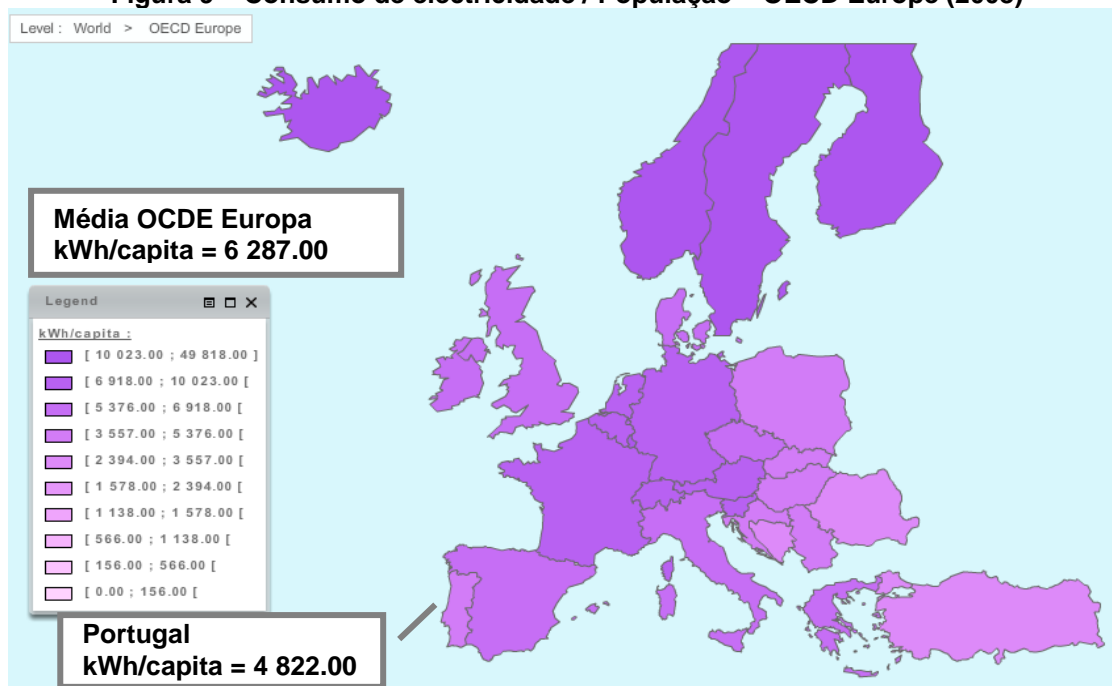 Level : World > OECD Europe
Média OCDE Europa
kWh/capita = 6 287.00
Legend
kWh/capita :
[ 10 023.00 ; 49 818.00 ]
[ 6 918.00 ; 10 023.00 [
[ 5 376.00 ; 6 918.00 [
[ 3 557.00 ; 5 376.00 [
[ 2 394.00 ; 3 557.00 [
[ 1 578.00 ; 2 394.00 [
[ 1 138.00 ; 1 578.00 [
[ 566.00 ; 1 138.00 [
[ 156.00 ; 566.00 [
[ 0.00 ; 156.00 [
Portugal
kWh/capita = 4 822.00